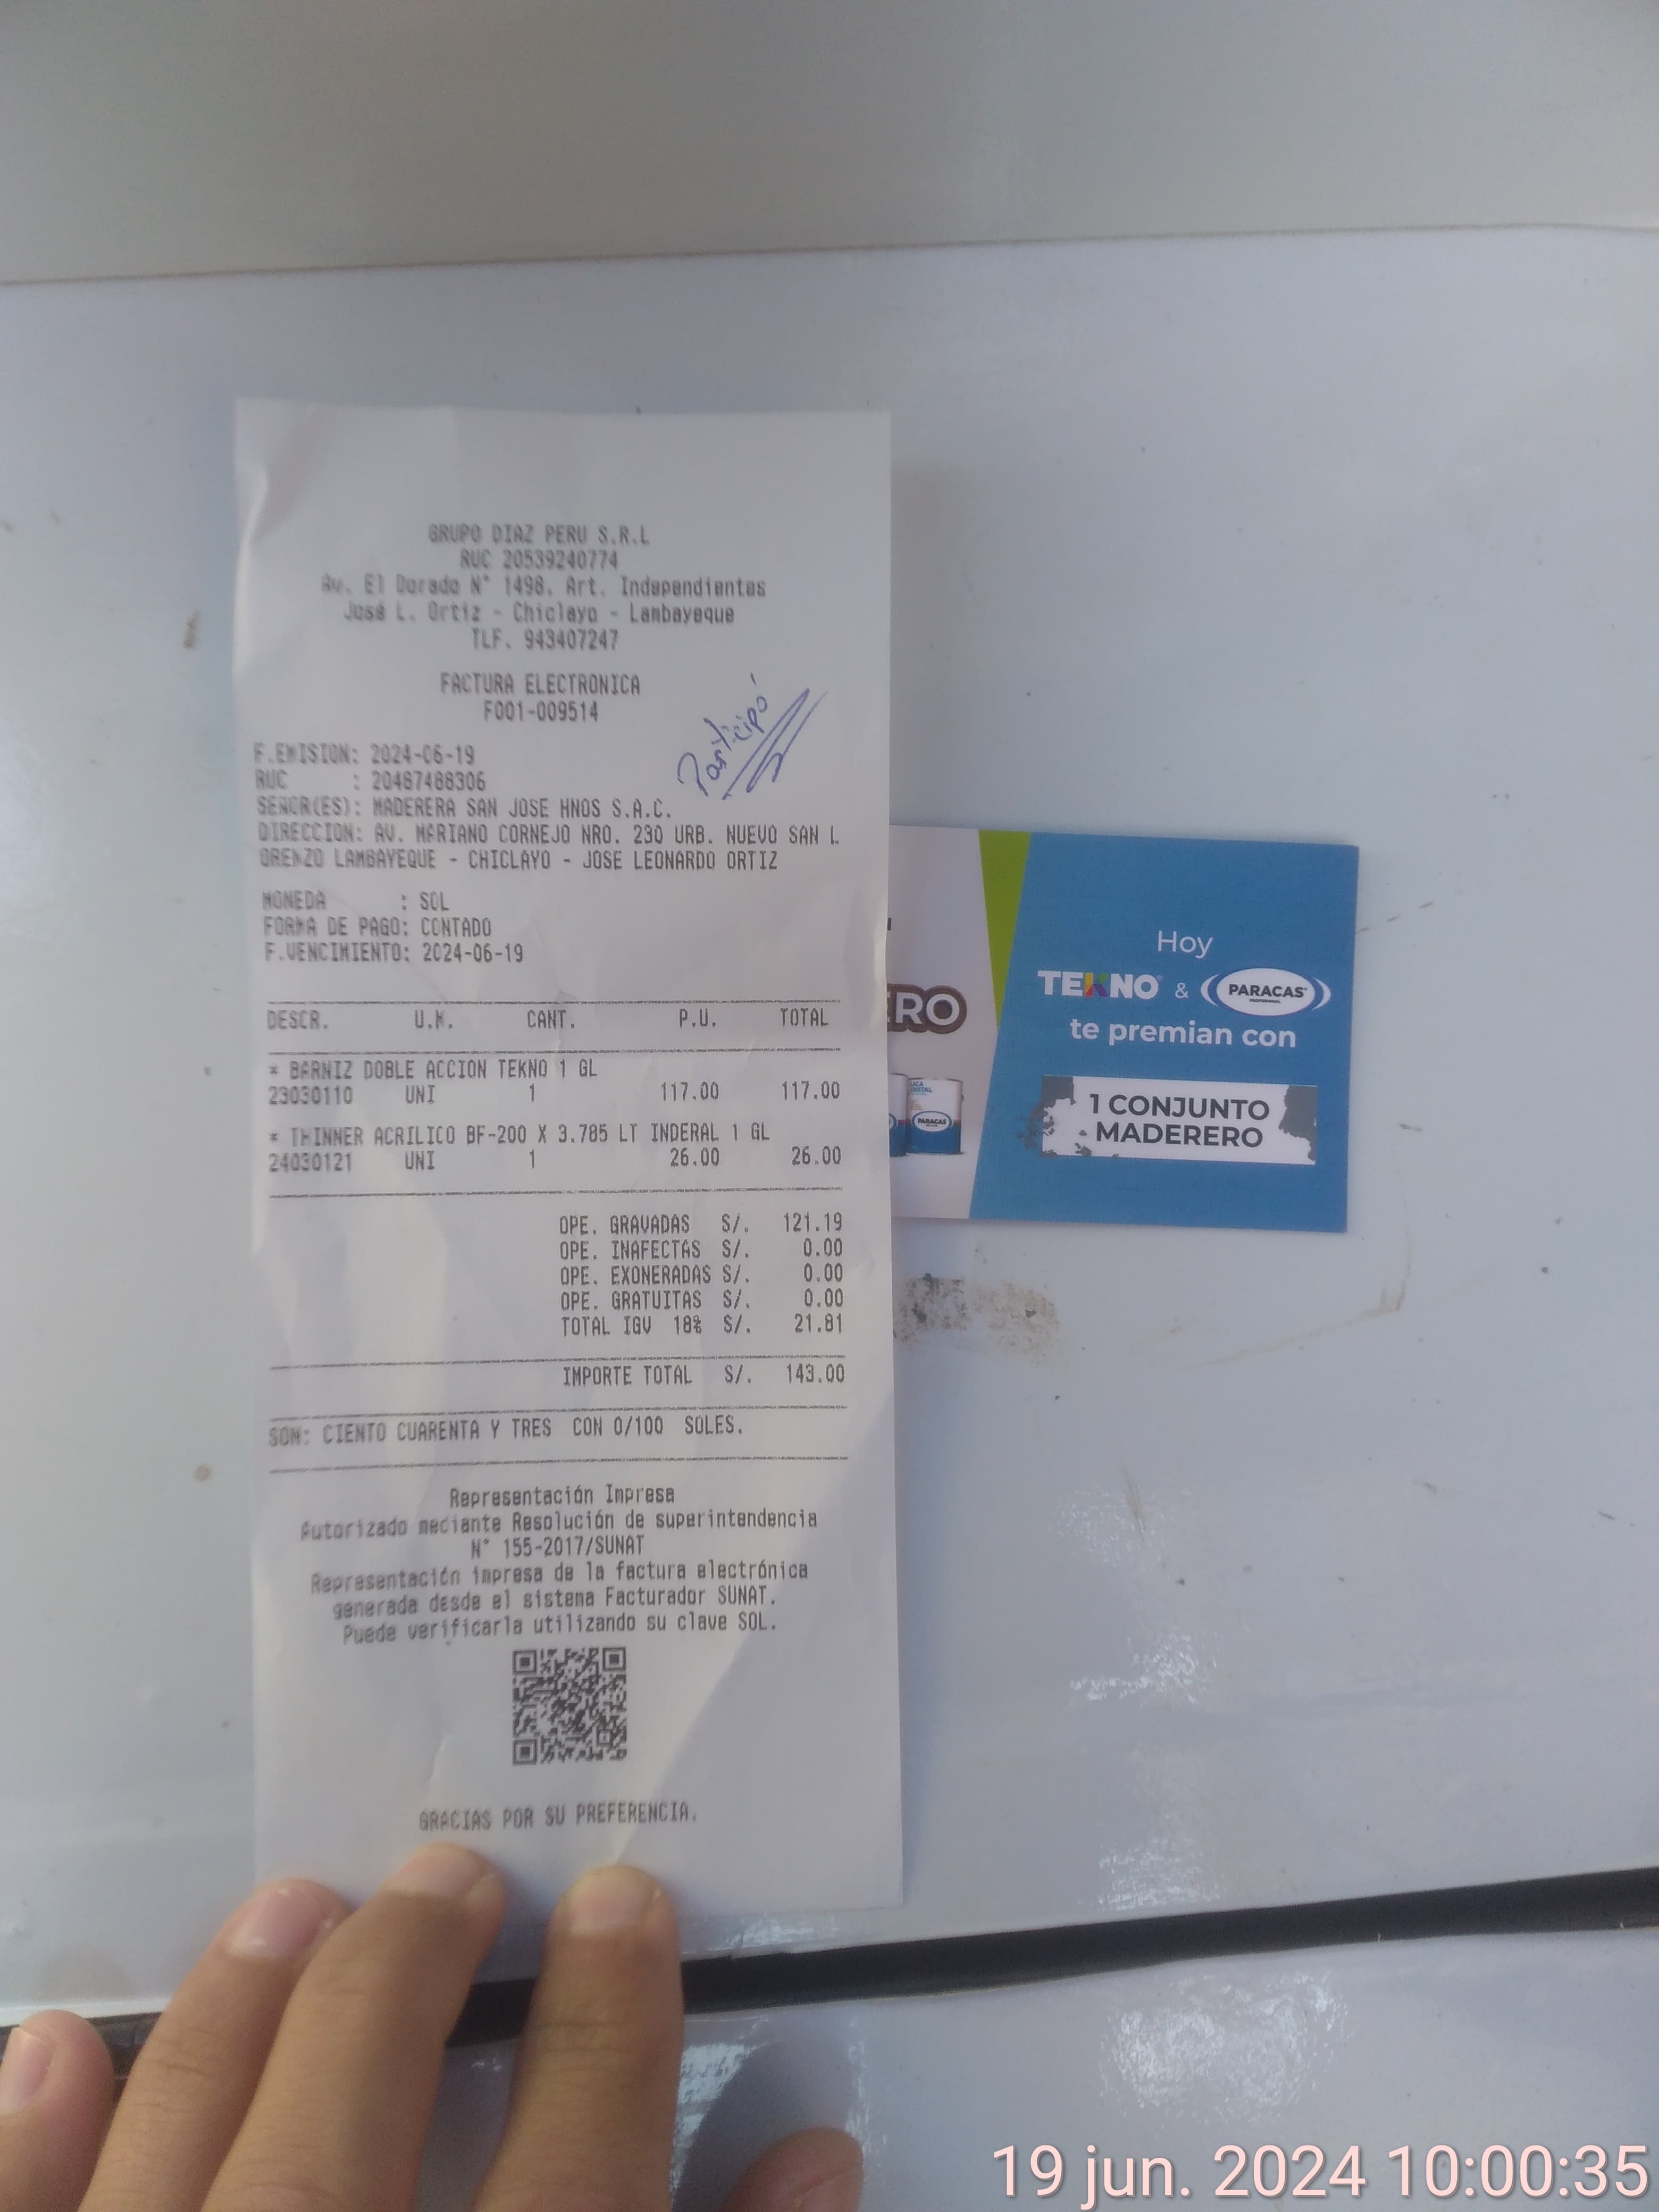 GRUPO DIAZ PERU S.R.L
RUC 20539240774
Av. El Dorado N° 1498. Art. Independientes
José L. Ortiz - Chiclayo - Lambayeque
TLF. 943407247
FACTURA ELECTRONICA
F001-009514
Participó
F.EMISION: 2024-06-19
RUC : 20487488306
SEÑOR(ES): MADERERA SAN JOSE HNOS S.A.C.
DIRECCION: AV. MARIANO CORNEJO NRO. 230 URB. NUEVO SAN L
ORENZO LAMBAYEQUE - CHICLAYO - JOSE LEONARDO ORTIZ
MONEDA : SOL
FORMA DE PAGO: CONTADO
F.VENCIMIENTO: 2024-06-19
DESCR. U.M. CANT. P.U. TOTAL
* BARNIZ DOBLE ACCION TEKNO 1 GL
23030110 UNI 1 117.00 117.00
* THINNER ACRILICO BF-200 X 3.785 LT INDERAL 1 GL
24030121 UNI 1 26.00 26.00
OPE. GRAVADAS S/. 121.19
OPE. INAFECTAS S/. 0.00
OPE. EXONERADAS S/. 0.00
OPE. GRATUITAS S/. 0.00
TOTAL IGV 18% S/. 21.81
IMPORTE TOTAL S/. 143.00
SON: CIENTO CUARENTA Y TRES CON 0/100 SOLES.
Representación Impresa
Autorizado mediante Resolución de superintendencia
N° 155-2017/SUNAT
Representación impresa de la factura electrónica
generada desde el sistema Facturador SUNAT.
Puede verificarla utilizando su clave SOL.
GRACIAS POR SU PREFERENCIA.
ERO
Hoy
TEKNO & PARACAS
PROFESIONAL
te premian con
1 CONJUNTO
MADERERO
PARACAS
19 jun. 2024 10:00:35